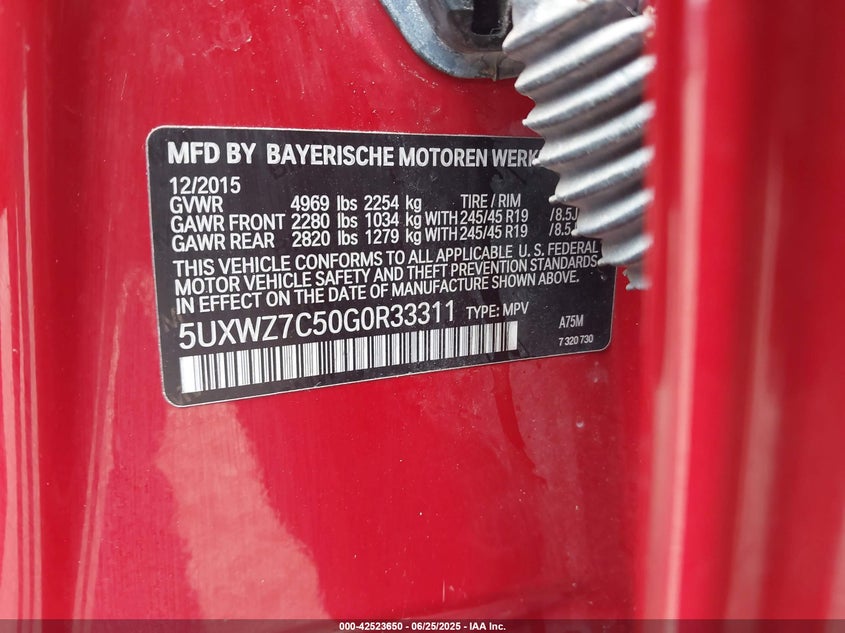 MFD BY BAYERISCHE MOTOREN WERK
12/2015
GVWR 4969 lbs 2254 kg TIRE / RIM
GAWR FRONT 2280 lbs 1034 kg WITH 245/45 R19 /8.5J
GAWR REAR 2820 lbs 1279 kg WITH 245/45 R19 /8.5J
THIS VEHICLE CONFORMS TO ALL APPLICABLE U.S. FEDERAL
MOTOR VEHICLE SAFETY AND THEFT PREVENTION STANDARDS
IN EFFECT ON THE DATE OF MANUFACTURE SHOWN ABOVE.
5UXWZ7C50G0R33311 TYPE: MPV A75M
7 320 730
000-42523650 / 06/25/2025 - IAA Inc.